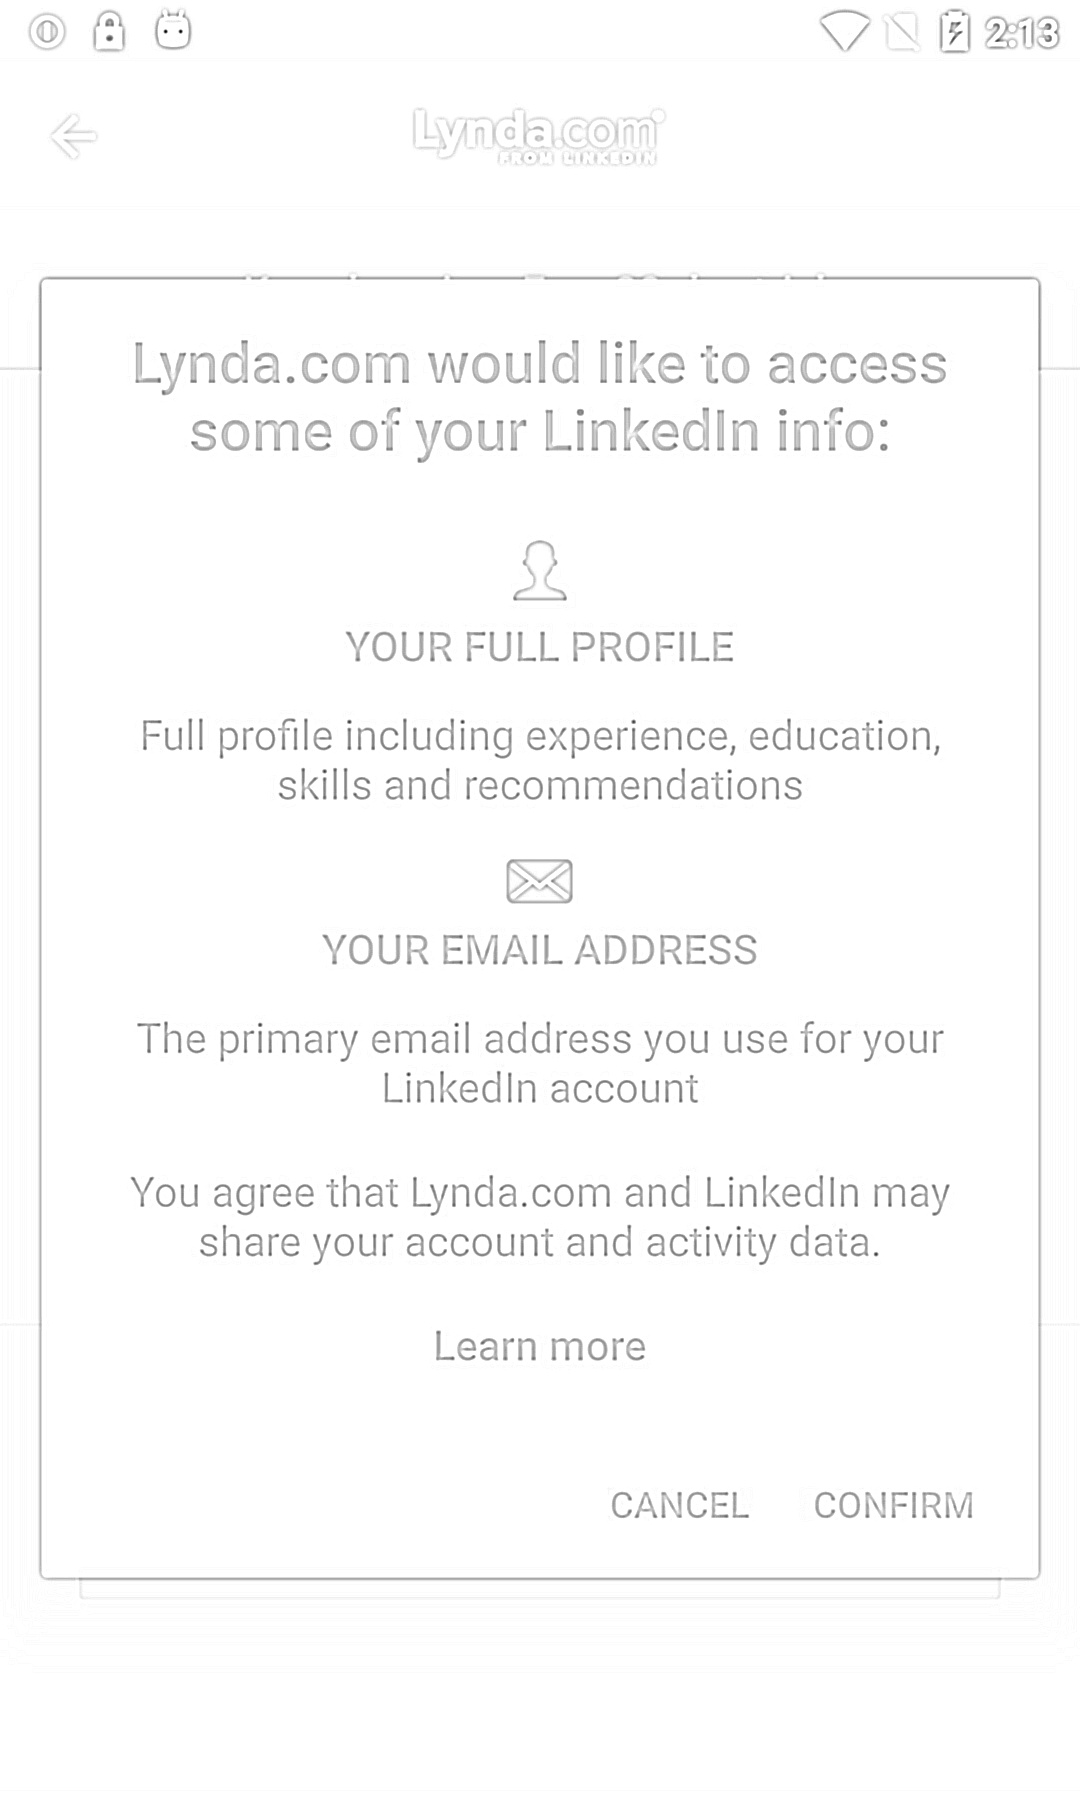 2:13
Lynda.com
FROM LINKEDIN
Lynda.com would like to access
some of your LinkedIn info:
YOUR FULL PROFILE
Full profile including experience, education,
skills and recommendations
YOUR EMAIL ADDRESS
The primary email address you use for your
LinkedIn account
You agree that Lynda.com and LinkedIn may
share your account and activity data.
Learn more
CANCEL CONFIRM